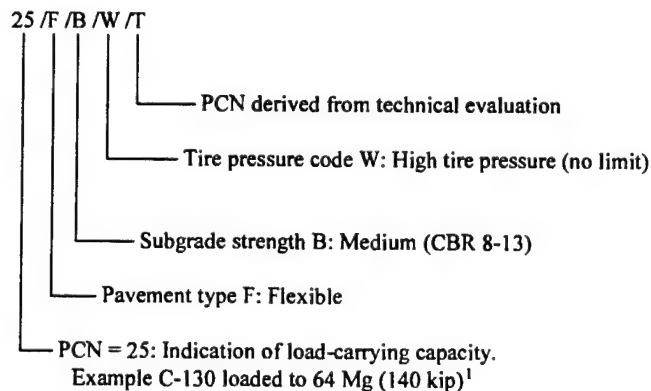 25 /F /B /W /T
PCN derived from technical evaluation
Tire pressure code W: High tire pressure (no limit)
Subgrade strength B: Medium (CBR 8-13)
Pavement type F: Flexible
PCN = 25: Indication of load-carrying capacity.
Example C-130 loaded to 64 Mg (140 kip)¹